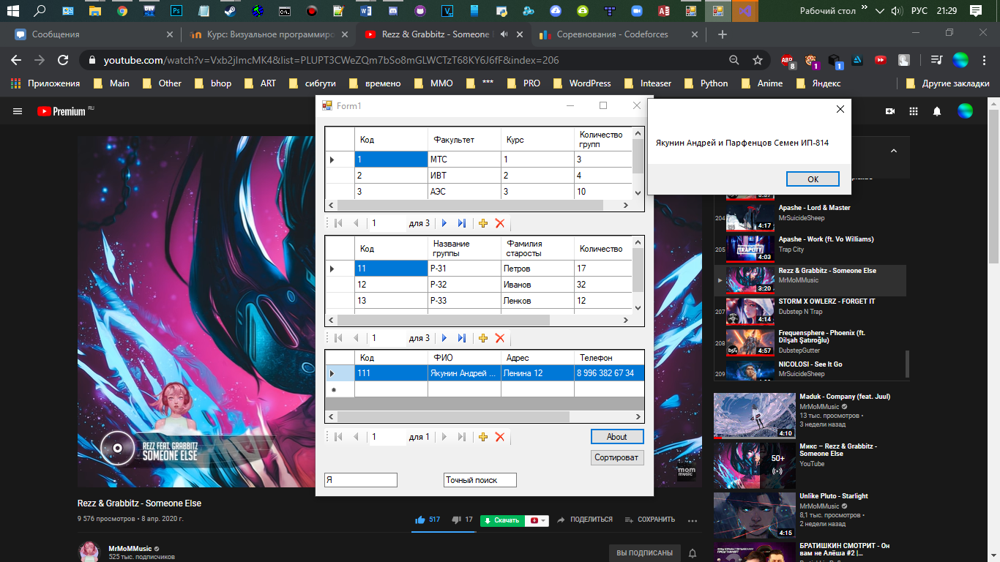 Рабочий стол
РУС
21:29
Сообщения
Курс: Визуальное программиро
Rezz & Grabbitz - Someone
Соревнования - Codeforces
youtube.com/watch?v=Vxb2jImcMK4&list=PLUPT3CWeZQm7bSo8mGLWCTzT68KY6J6fF&index=206
Приложения
Main
Other
bhop
ART
сибгути
времено
MMO
***
PRO
WordPress
Inteaser
Python
Anime
Яндекс
Другие закладки
Premium RU
Form1
Код Факультет Курс Количество групп
1 МТС 1 3
2 ИВТ 2 4
3 АЭС 3 10
1 для 3
Код Название группы Фамилия старосты Количество
11 Р-31 Петров 17
12 Р-32 Иванов 32
13 Р-33 Ленков 12
1 для 3
Код ФИО Адрес Телефон
111 Якунин Андрей ... Ленина 12 8 996 382 67 34
1 для 1
About
Сортироват
Я
Точный поиск
Якунин Андрей и Парфенцов Семен ИП-814
OK
REZZ FEAT. GRABBITZ
SOMEONE ELSE
mom
music
Rezz & Grabbitz - Someone Else
9 576 просмотров • 8 апр. 2020 г.
517
17
Скачать
ПОДЕЛИТЬСЯ
СОХРАНИТЬ
MrMoMMusic
525 тыс. подписчиков
ВЫ ПОДПИСАНЫ
204
Apashe - Lord & Master
MrSuicideSheep
4:17
205
Apashe - Work (ft. Vo Williams)
Trap City
TRAPCITY
4:03
Rezz & Grabbitz - Someone Else
MrMoMMusic
3:20
207
STORM X OWLERZ - FORGET IT
Dubstep N Trap
4:14
208
Frequensphere - Phoenix (ft.
Dilşah Şatıroğlu)
DubstepGutter
4:57
209
NICOLOSI - See It Go
MrSuicideSheep
Maduk - Company (feat. Juul)
MrMoMMusic
13 тыс. просмотров •
3 недели назад
4:10
Микс – Rezz & Grabbitz -
Someone Else
YouTube
50+
Unlike Pluto - Starlight
MrMoMMusic
8,1 тыс. просмотров •
2 недели назад
4:15
БРАТИШКИН СМОТРИТ - Он
вам не Алёша #2 |...